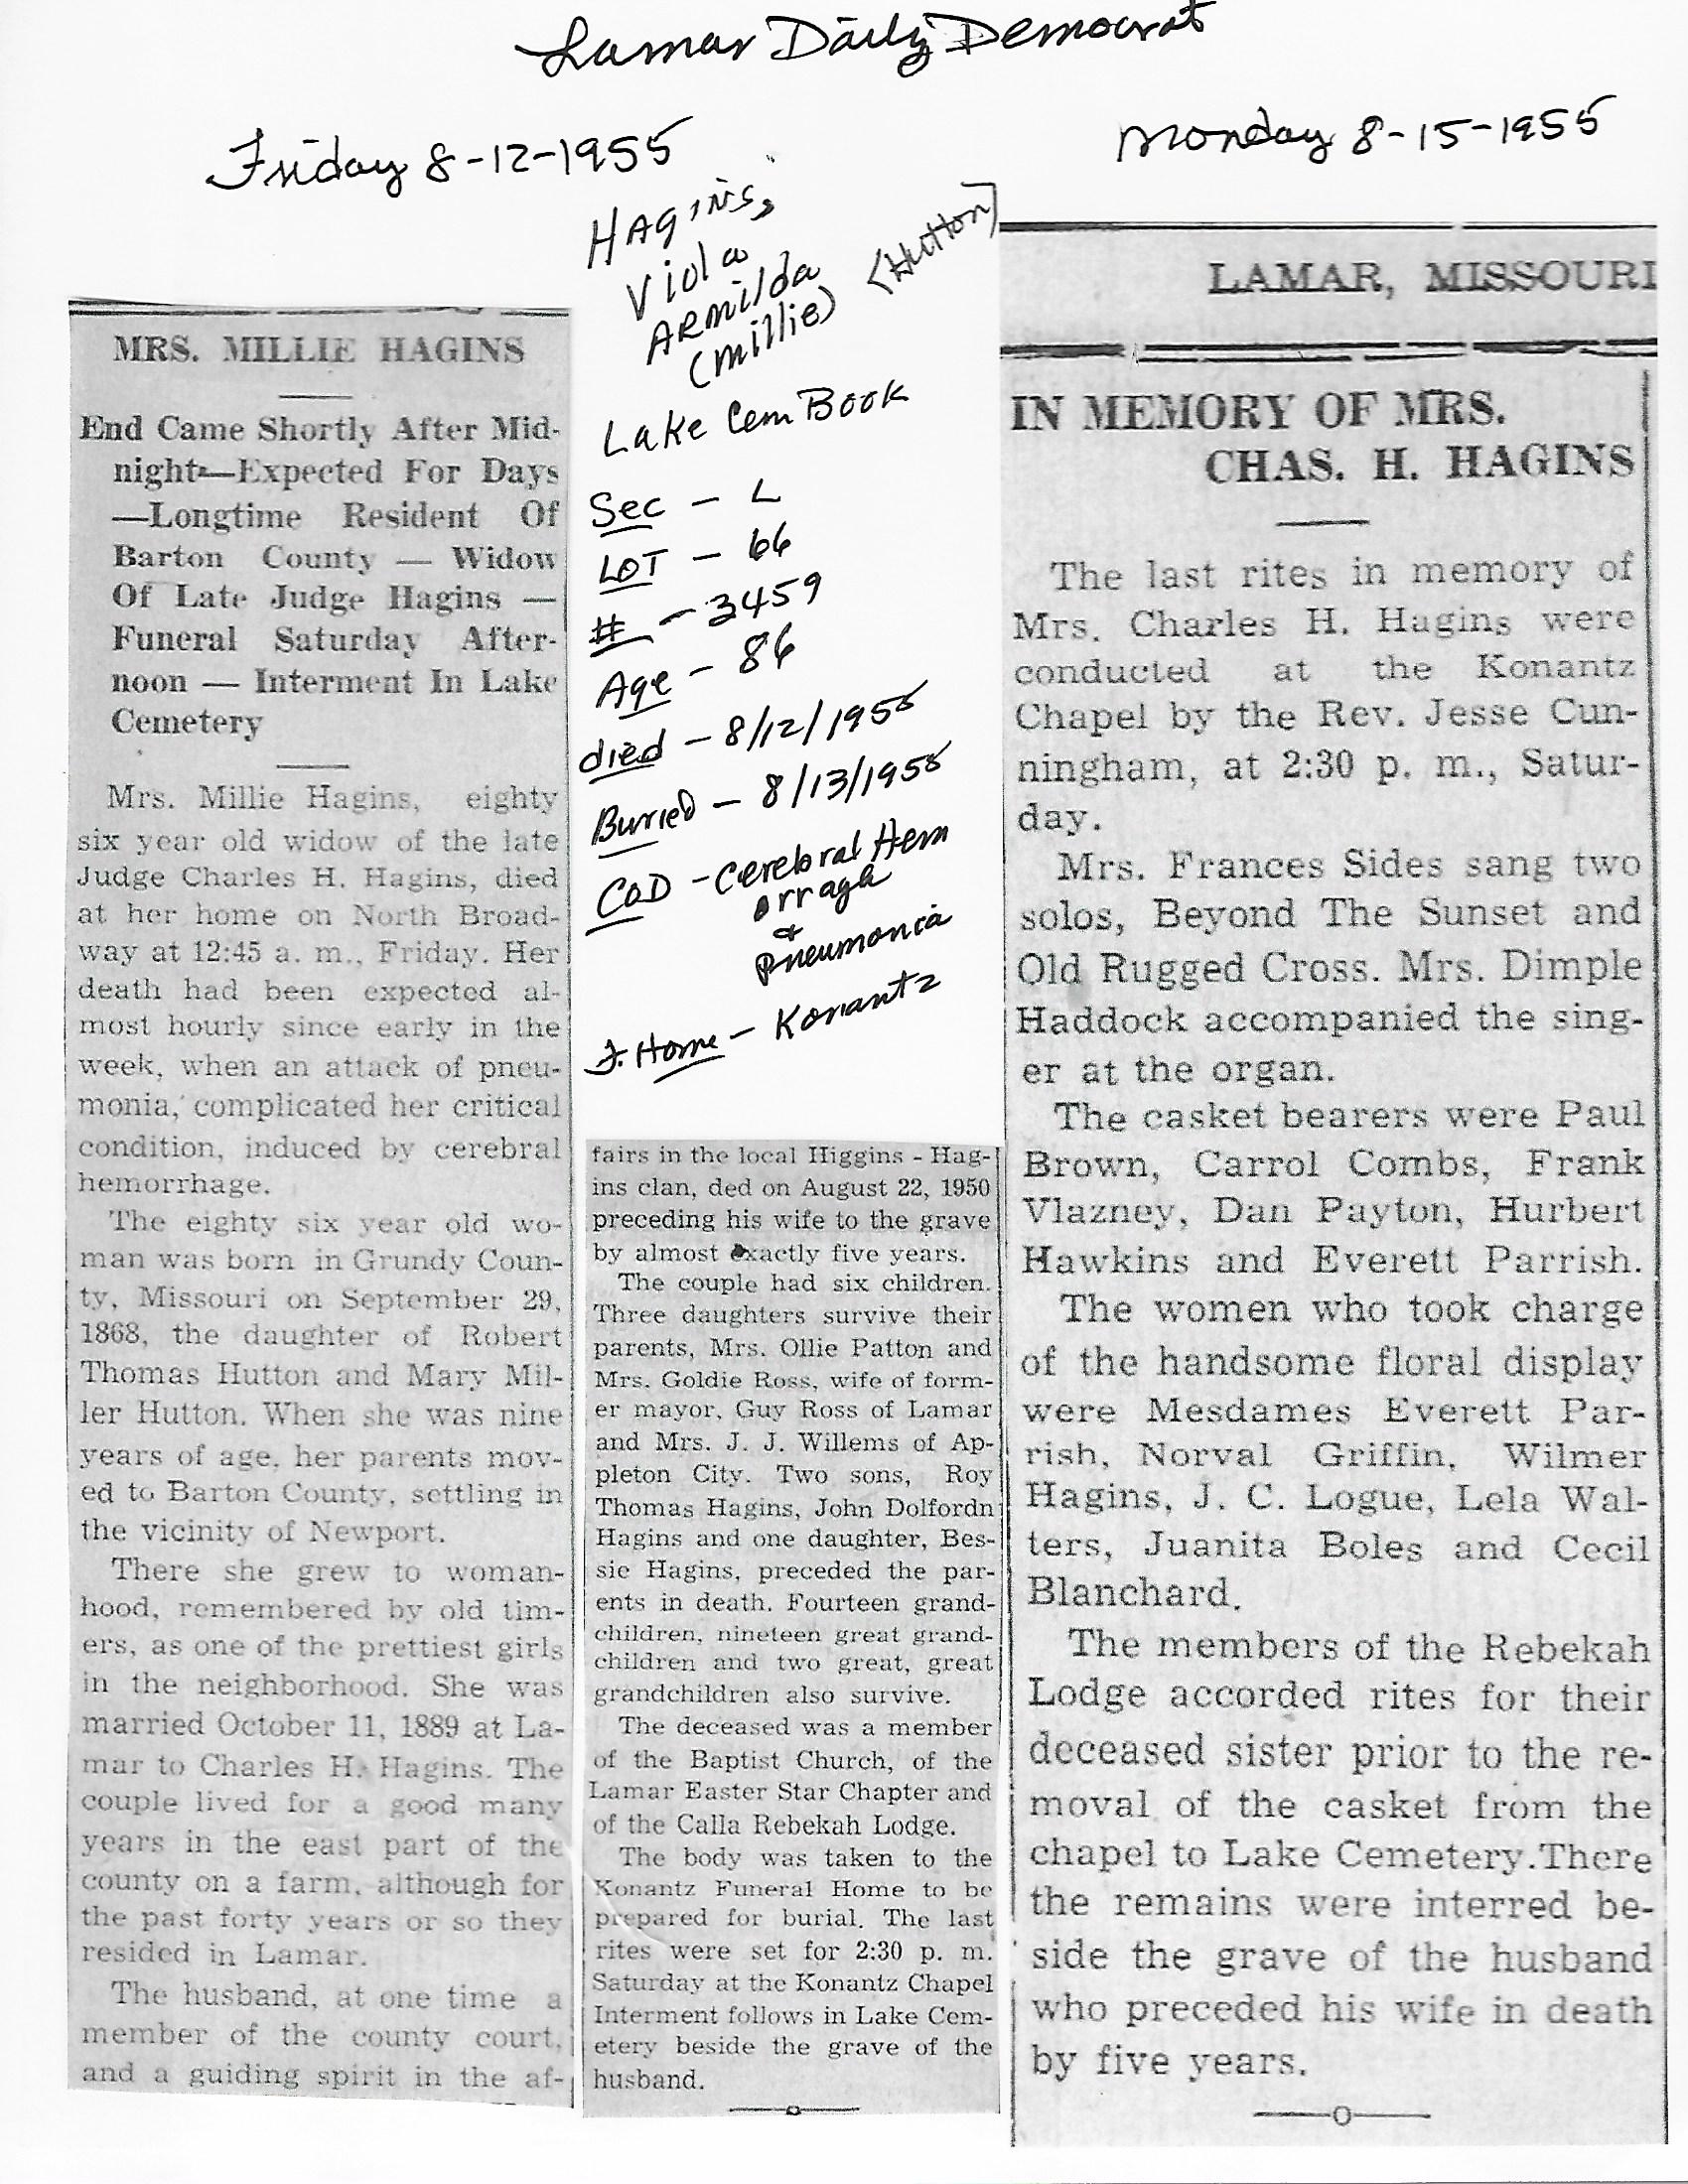 Lamar Daily Democrat
Friday 8-12-1955
MRS. MILLIE HAGINS
End Came Shortly After Mid-
night—Expected For Days
—Longtime Resident Of
Barton County — Widow
Of Late Judge Hagins —
Funeral Saturday After-
noon — Interment In Lake
Cemetery
Mrs. Millie Hagins, eighty
six year old widow of the late
Judge Charles H. Hagins, died
at her home on North Broad-
way at 12:45 a. m., Friday. Her
death had been expected al-
most hourly since early in the
week, when an attack of pneu-
monia, complicated her critical
condition, induced by cerebral
hemorrhage.
The eighty six year old wo-
man was born in Grundy Coun-
ty, Missouri on September 29,
1868, the daughter of Robert
Thomas Hutton and Mary Mil-
ler Hutton. When she was nine
years of age, her parents mov-
ed to Barton County, settling in
the vicinity of Newport.
There she grew to woman-
hood, remembered by old tim-
ers, as one of the prettiest girls
in the neighborhood. She was
married October 11, 1889 at La-
mar to Charles H. Hagins. The
couple lived for a good many
years in the east part of the
county on a farm, although for
the past forty years or so they
resided in Lamar.
The husband, at one time a
member of the county court,
and a guiding spirit in the af-
HAgiNs,
Viola
ARMilda
(Millie) (Hutton)
Lake Cem Book
Sec - L
LOT - 66
# - 3459
Age - 86
died - 8/12/1955
Burried - 8/13/1955
COD - Cerebral Hem
orragh
&
Pneumonia
F. Home - Konantz
fairs in the local Higgins - Hag-
ins clan, ded on August 22, 1950
preceding his wife to the grave
by almost exactly five years.
The couple had six children.
Three daughters survive their
parents, Mrs. Ollie Patton and
Mrs. Goldie Ross, wife of form-
er mayor, Guy Ross of Lamar
and Mrs. J. J. Willems of Ap-
pleton City. Two sons, Roy
Thomas Hagins, John Dolfordn
Hagins and one daughter, Bes-
sie Hagins, preceded the par-
ents in death. Fourteen grand-
children, nineteen great grand-
children and two great, great
grandchildren also survive.
The deceased was a member
of the Baptist Church, of the
Lamar Easter Star Chapter and
of the Calla Rebekah Lodge.
The body was taken to the
Konantz Funeral Home to be
prepared for burial. The last
rites were set for 2:30 p. m.
Saturday at the Konantz Chapel
Interment follows in Lake Cem-
etery beside the grave of the
husband.
Monday 8-15-1955
LAMAR, MISSOURI
IN MEMORY OF MRS.
CHAS. H. HAGINS
The last rites in memory of
Mrs. Charles H. Hagins were
conducted at the Konantz
Chapel by the Rev. Jesse Cun-
ningham, at 2:30 p. m., Satur-
day.
Mrs. Frances Sides sang two
solos, Beyond The Sunset and
Old Rugged Cross. Mrs. Dimple
Haddock accompanied the sing-
er at the organ.
The casket bearers were Paul
Brown, Carrol Combs, Frank
Vlazney, Dan Payton, Hurbert
Hawkins and Everett Parrish.
The women who took charge
of the handsome floral display
were Mesdames Everett Par-
rish, Norval Griffin, Wilmer
Hagins, J. C. Logue, Lela Wal-
ters, Juanita Boles and Cecil
Blanchard.
The members of the Rebekah
Lodge accorded rites for their
deceased sister prior to the re-
moval of the casket from the
chapel to Lake Cemetery.There
the remains were interred be-
side the grave of the husband
who preceded his wife in death
by five years.